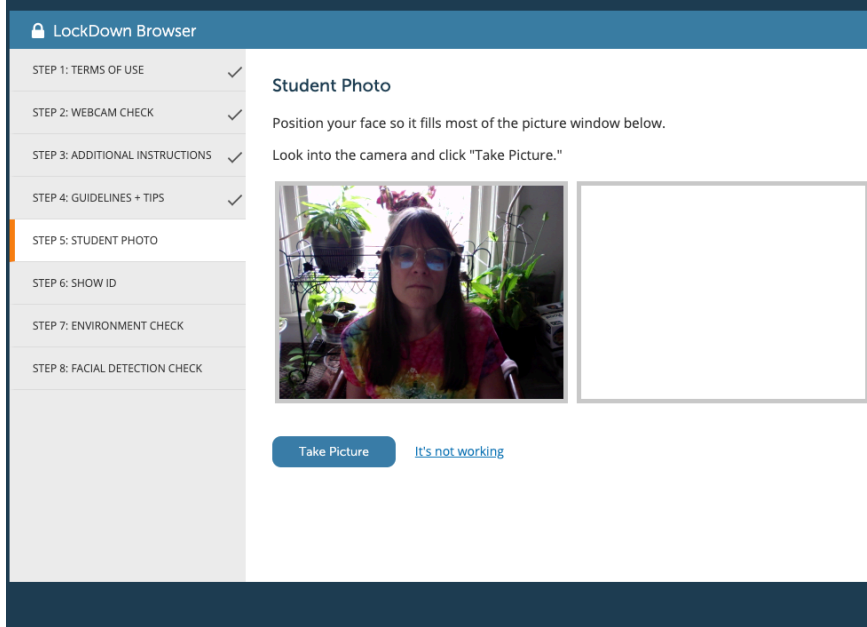 LockDown Browser
STEP 1: TERMS OF USE
STEP 2: WEBCAM CHECK
STEP 3: ADDITIONAL INSTRUCTIONS
STEP 4: GUIDELINES + TIPS
STEP 5: STUDENT PHOTO
STEP 6: SHOW ID
STEP 7: ENVIRONMENT CHECK
STEP 8: FACIAL DETECTION CHECK
Student Photo
Position your face so it fills most of the picture window below.
Look into the camera and click "Take Picture."
Take Picture
It's not working